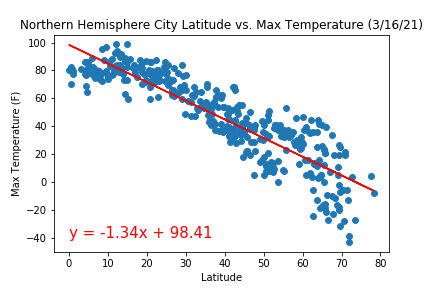 Northern Hemisphere City Latitude vs. Max Temperature (3/16/21)
Max Temperature (F)
100
80
60
40
20
0
−20
−40
y = -1.34x + 98.41
0 10 20 30 40 50 60 70 80
Latitude